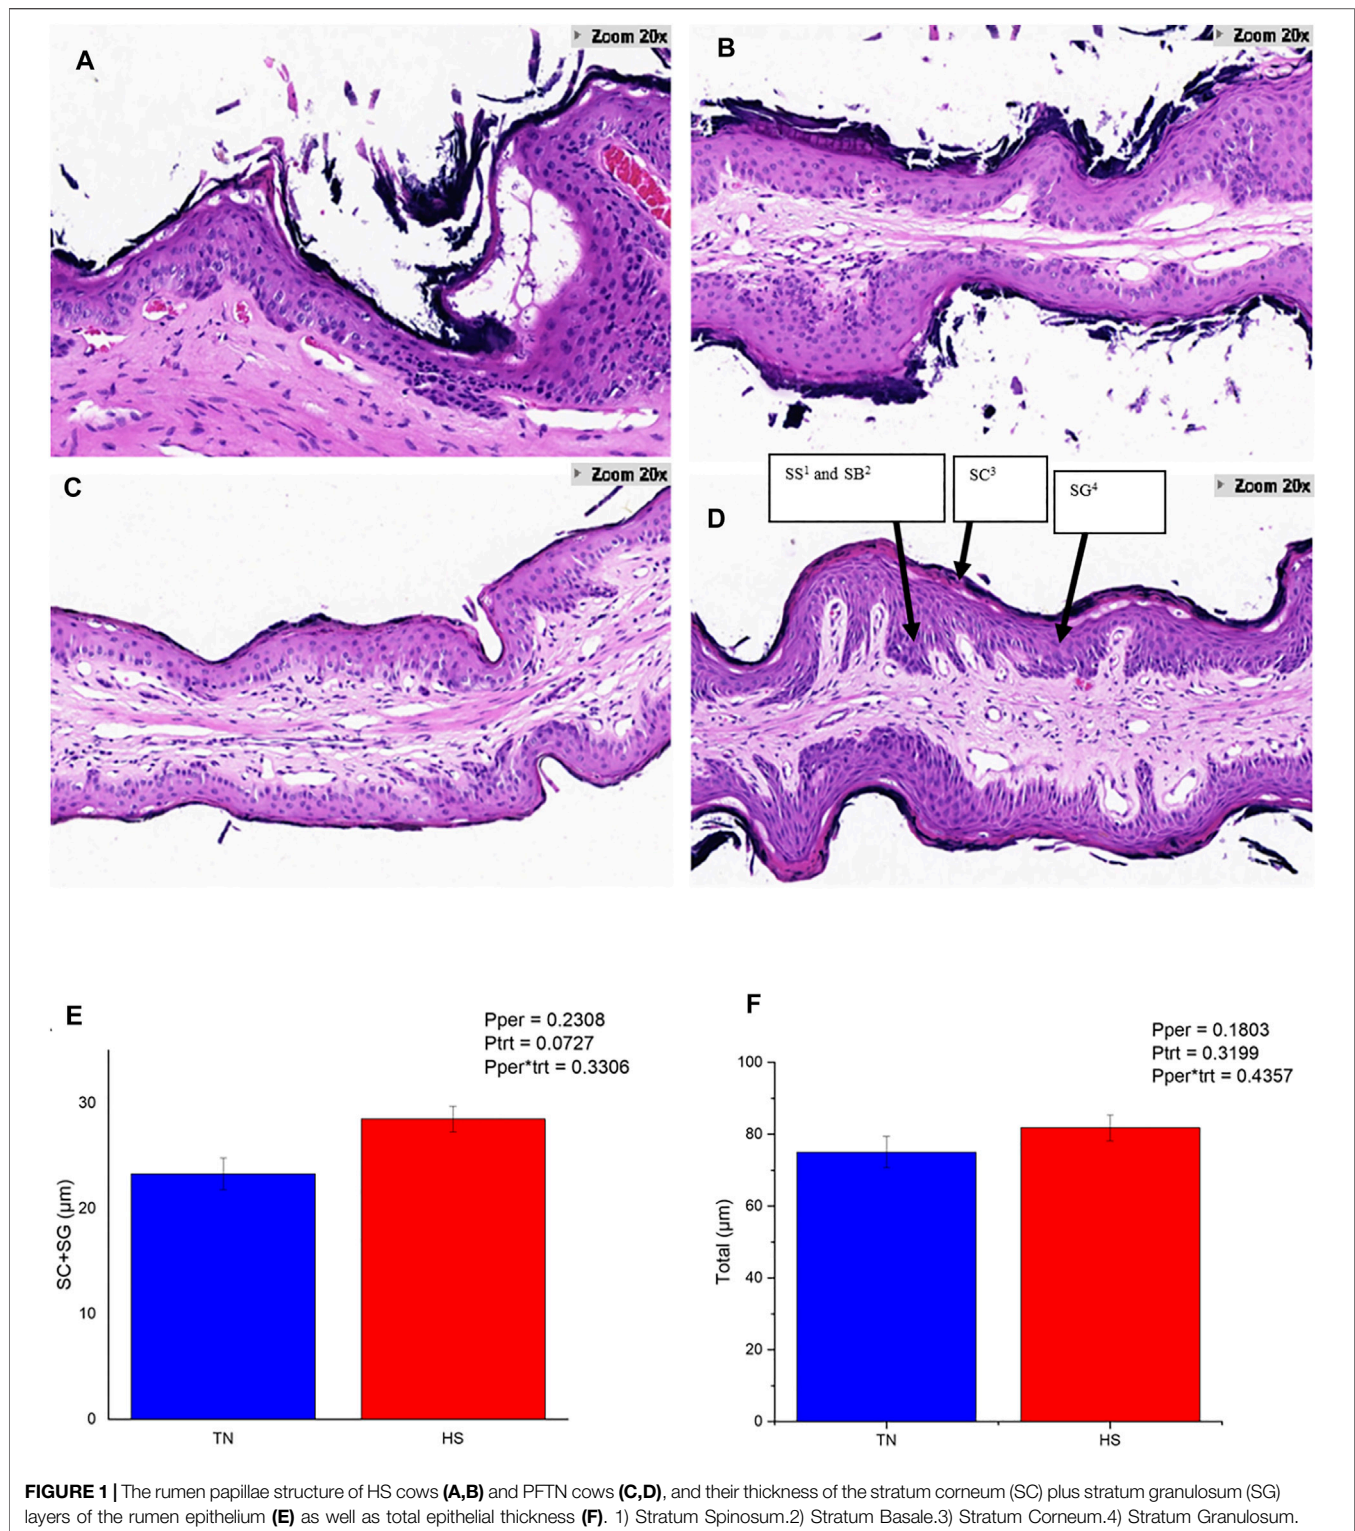 A
Zoom 20x
B
Zoom 20x
C
Zoom 20x
D
Zoom 20x
SS¹ and SB²
SC³
SG⁴
E
Pper = 0.2308
Ptrt = 0.0727
Pper*trt = 0.3306
SC+SG (μm)
30
20
10
0
TN
HS
F
Pper = 0.1803
Ptrt = 0.3199
Pper*trt = 0.4357
Total (μm)
100
80
60
40
20
0
TN
HS
FIGURE 1 | The rumen papillae structure of HS cows (A,B) and PFTN cows (C,D), and their thickness of the stratum corneum (SC) plus stratum granulosum (SG)
layers of the rumen epithelium (E) as well as total epithelial thickness (F). 1) Stratum Spinosum.2) Stratum Basale.3) Stratum Corneum.4) Stratum Granulosum.